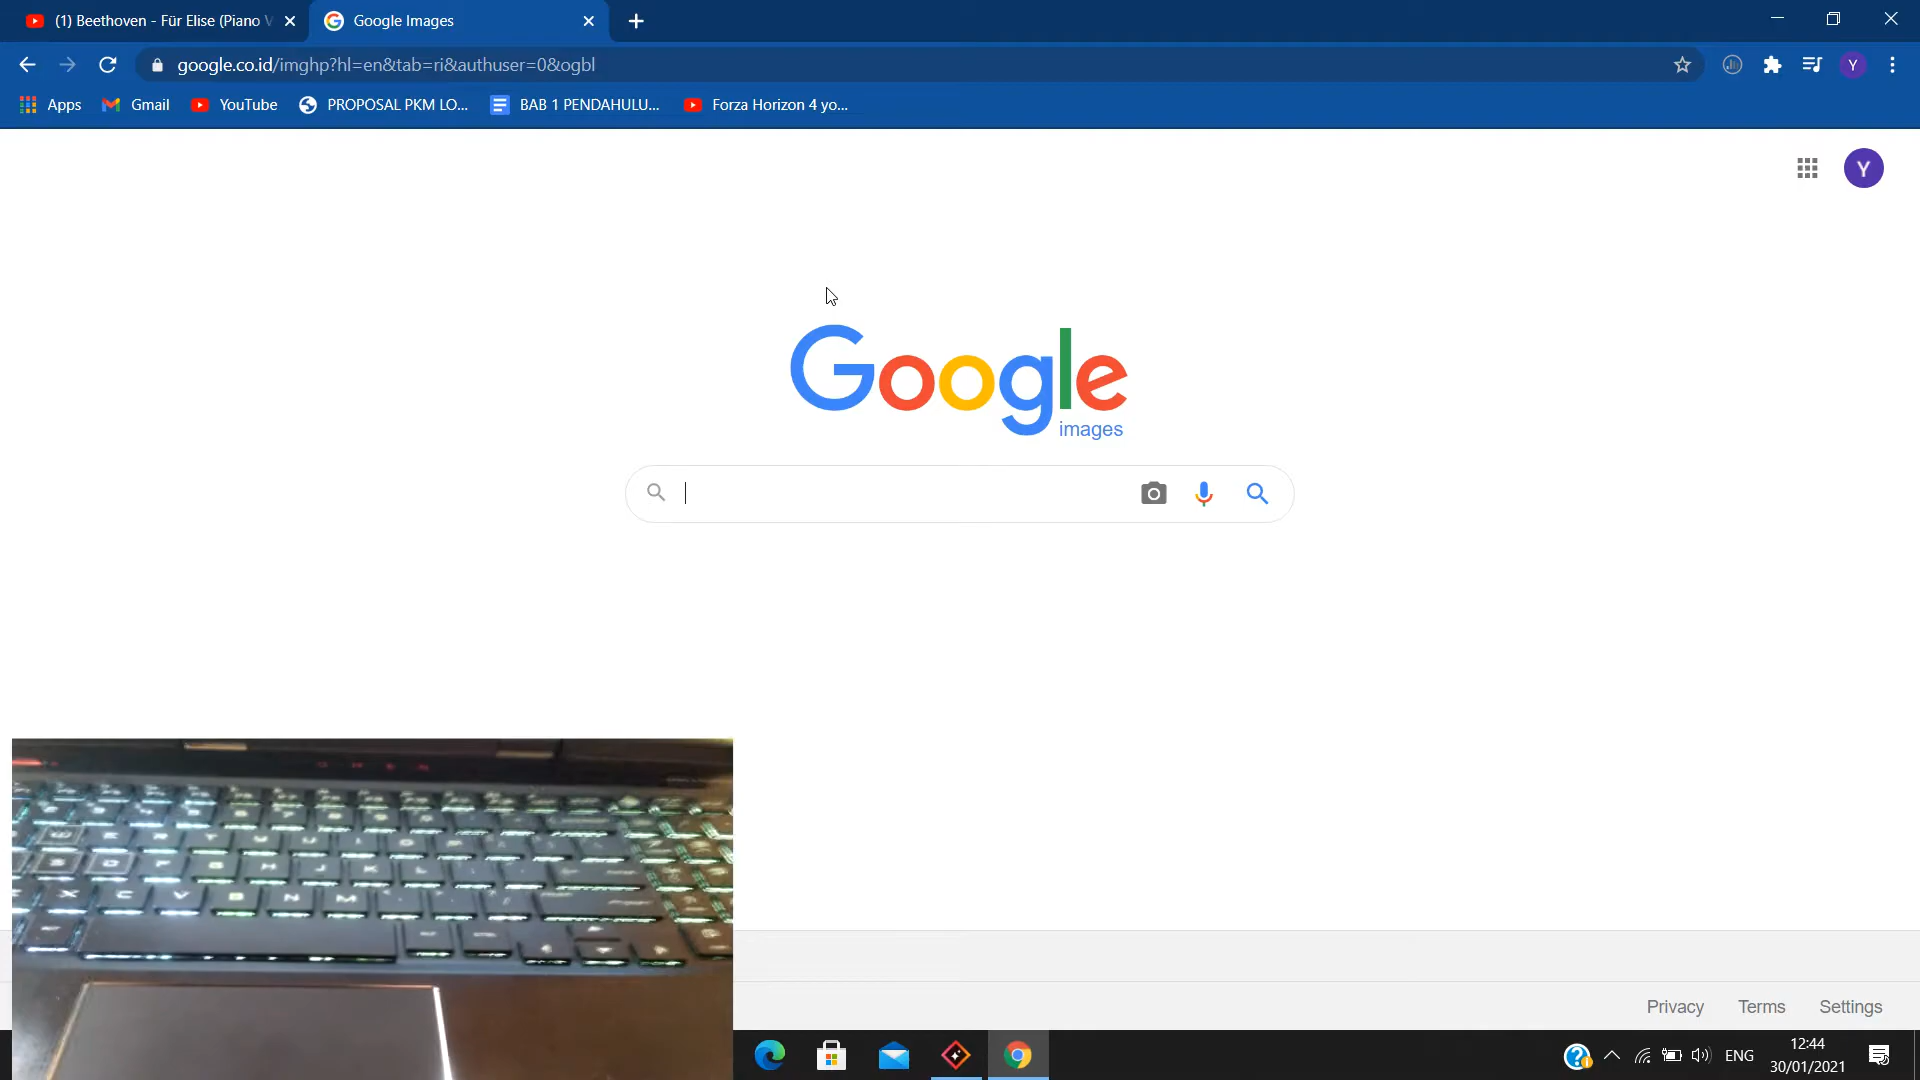 (1) Beethoven - Für Elise (Piano V
Google Images
google.co.id/imghp?hl=en&tab=ri&authuser=0&ogbl
Y
Apps
Gmail
YouTube
PROPOSAL PKM LO...
BAB 1 PENDAHULU...
Forza Horizon 4 yo...
Y
Google
images
Privacy Terms Settings
ENG
12:44
30/01/2021